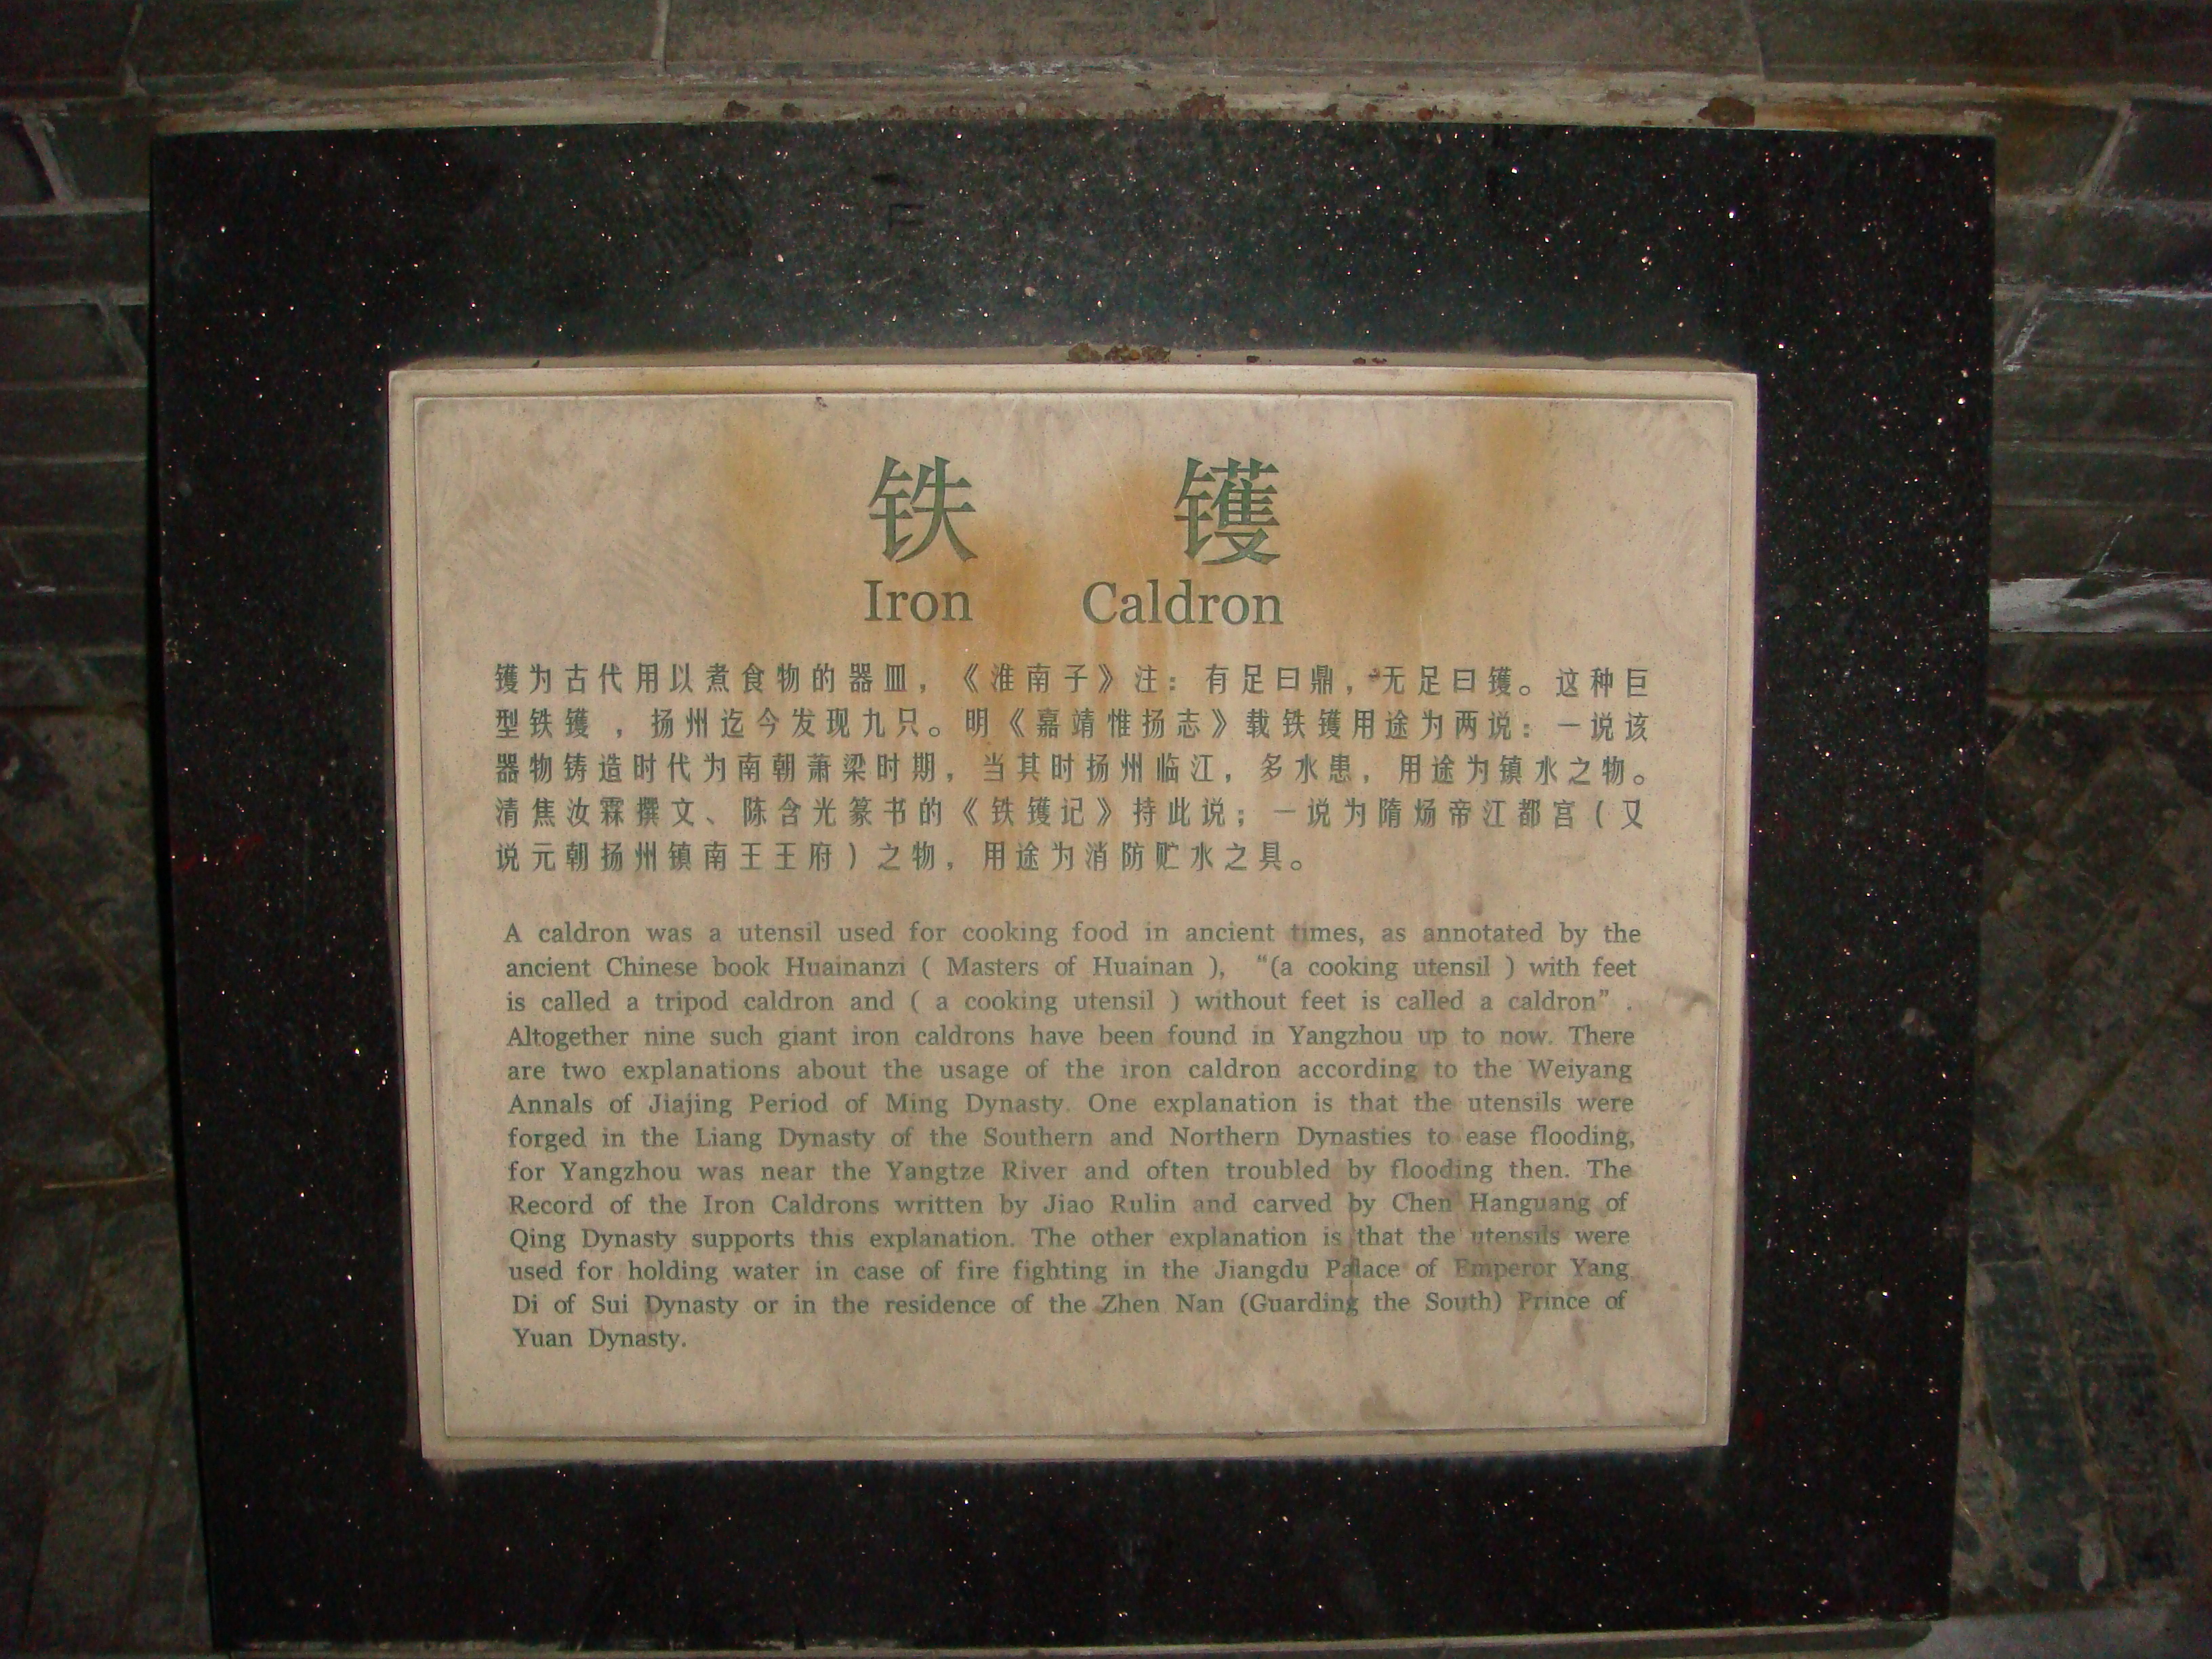 铁 镬
Iron Caldron
镬为古代用以煮食物的器皿，《淮南子》注：有足曰鼎，无足曰镬。这种巨
型铁镬，扬州迄今发现九只。明《嘉靖惟扬志》载铁镬用途为两说：一说该
器物铸造时代为南朝萧梁时期，当其时扬州临江，多水患，用途为镇水之物。
清焦汝霖撰文、陈含光篆书的《铁镬记》持此说；一说为隋炀帝江都宫（又
说元朝扬州镇南王王府）之物，用途为消防贮水之具。
A caldron was a utensil used for cooking food in ancient times, as annotated by the
ancient Chinese book Huainanzi ( Masters of Huainan ), “(a cooking utensil ) with feet
is called a tripod caldron and ( a cooking utensil ) without feet is called a caldron” .
Altogether nine such giant iron caldrons have been found in Yangzhou up to now. There
are two explanations about the usage of the iron caldron according to the Weiyang
Annals of Jiajing Period of Ming Dynasty. One explanation is that the utensils were
forged in the Liang Dynasty of the Southern and Northern Dynasties to ease flooding,
for Yangzhou was near the Yangtze River and often troubled by flooding then. The
Record of the Iron Caldrons written by Jiao Rulin and carved by Chen Hanguang of
Qing Dynasty supports this explanation. The other explanation is that the utensils were
used for holding water in case of fire fighting in the Jiangdu Palace of Emperor Yang
Di of Sui Dynasty or in the residence of the Zhen Nan (Guarding the South) Prince of
Yuan Dynasty.